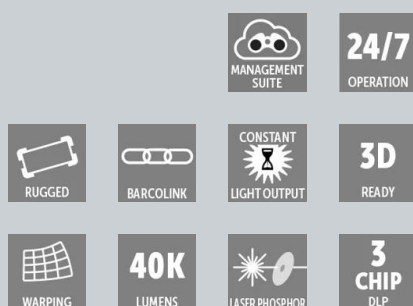 MANAGEMENT
SUITE
24/7
OPERATION
RUGGED
BARCOLINK
CONSTANT
LIGHT OUTPUT
3D
READY
WARPING
40K
LUMENS
LASER PHOSPHOR
3
CHIP
DLP